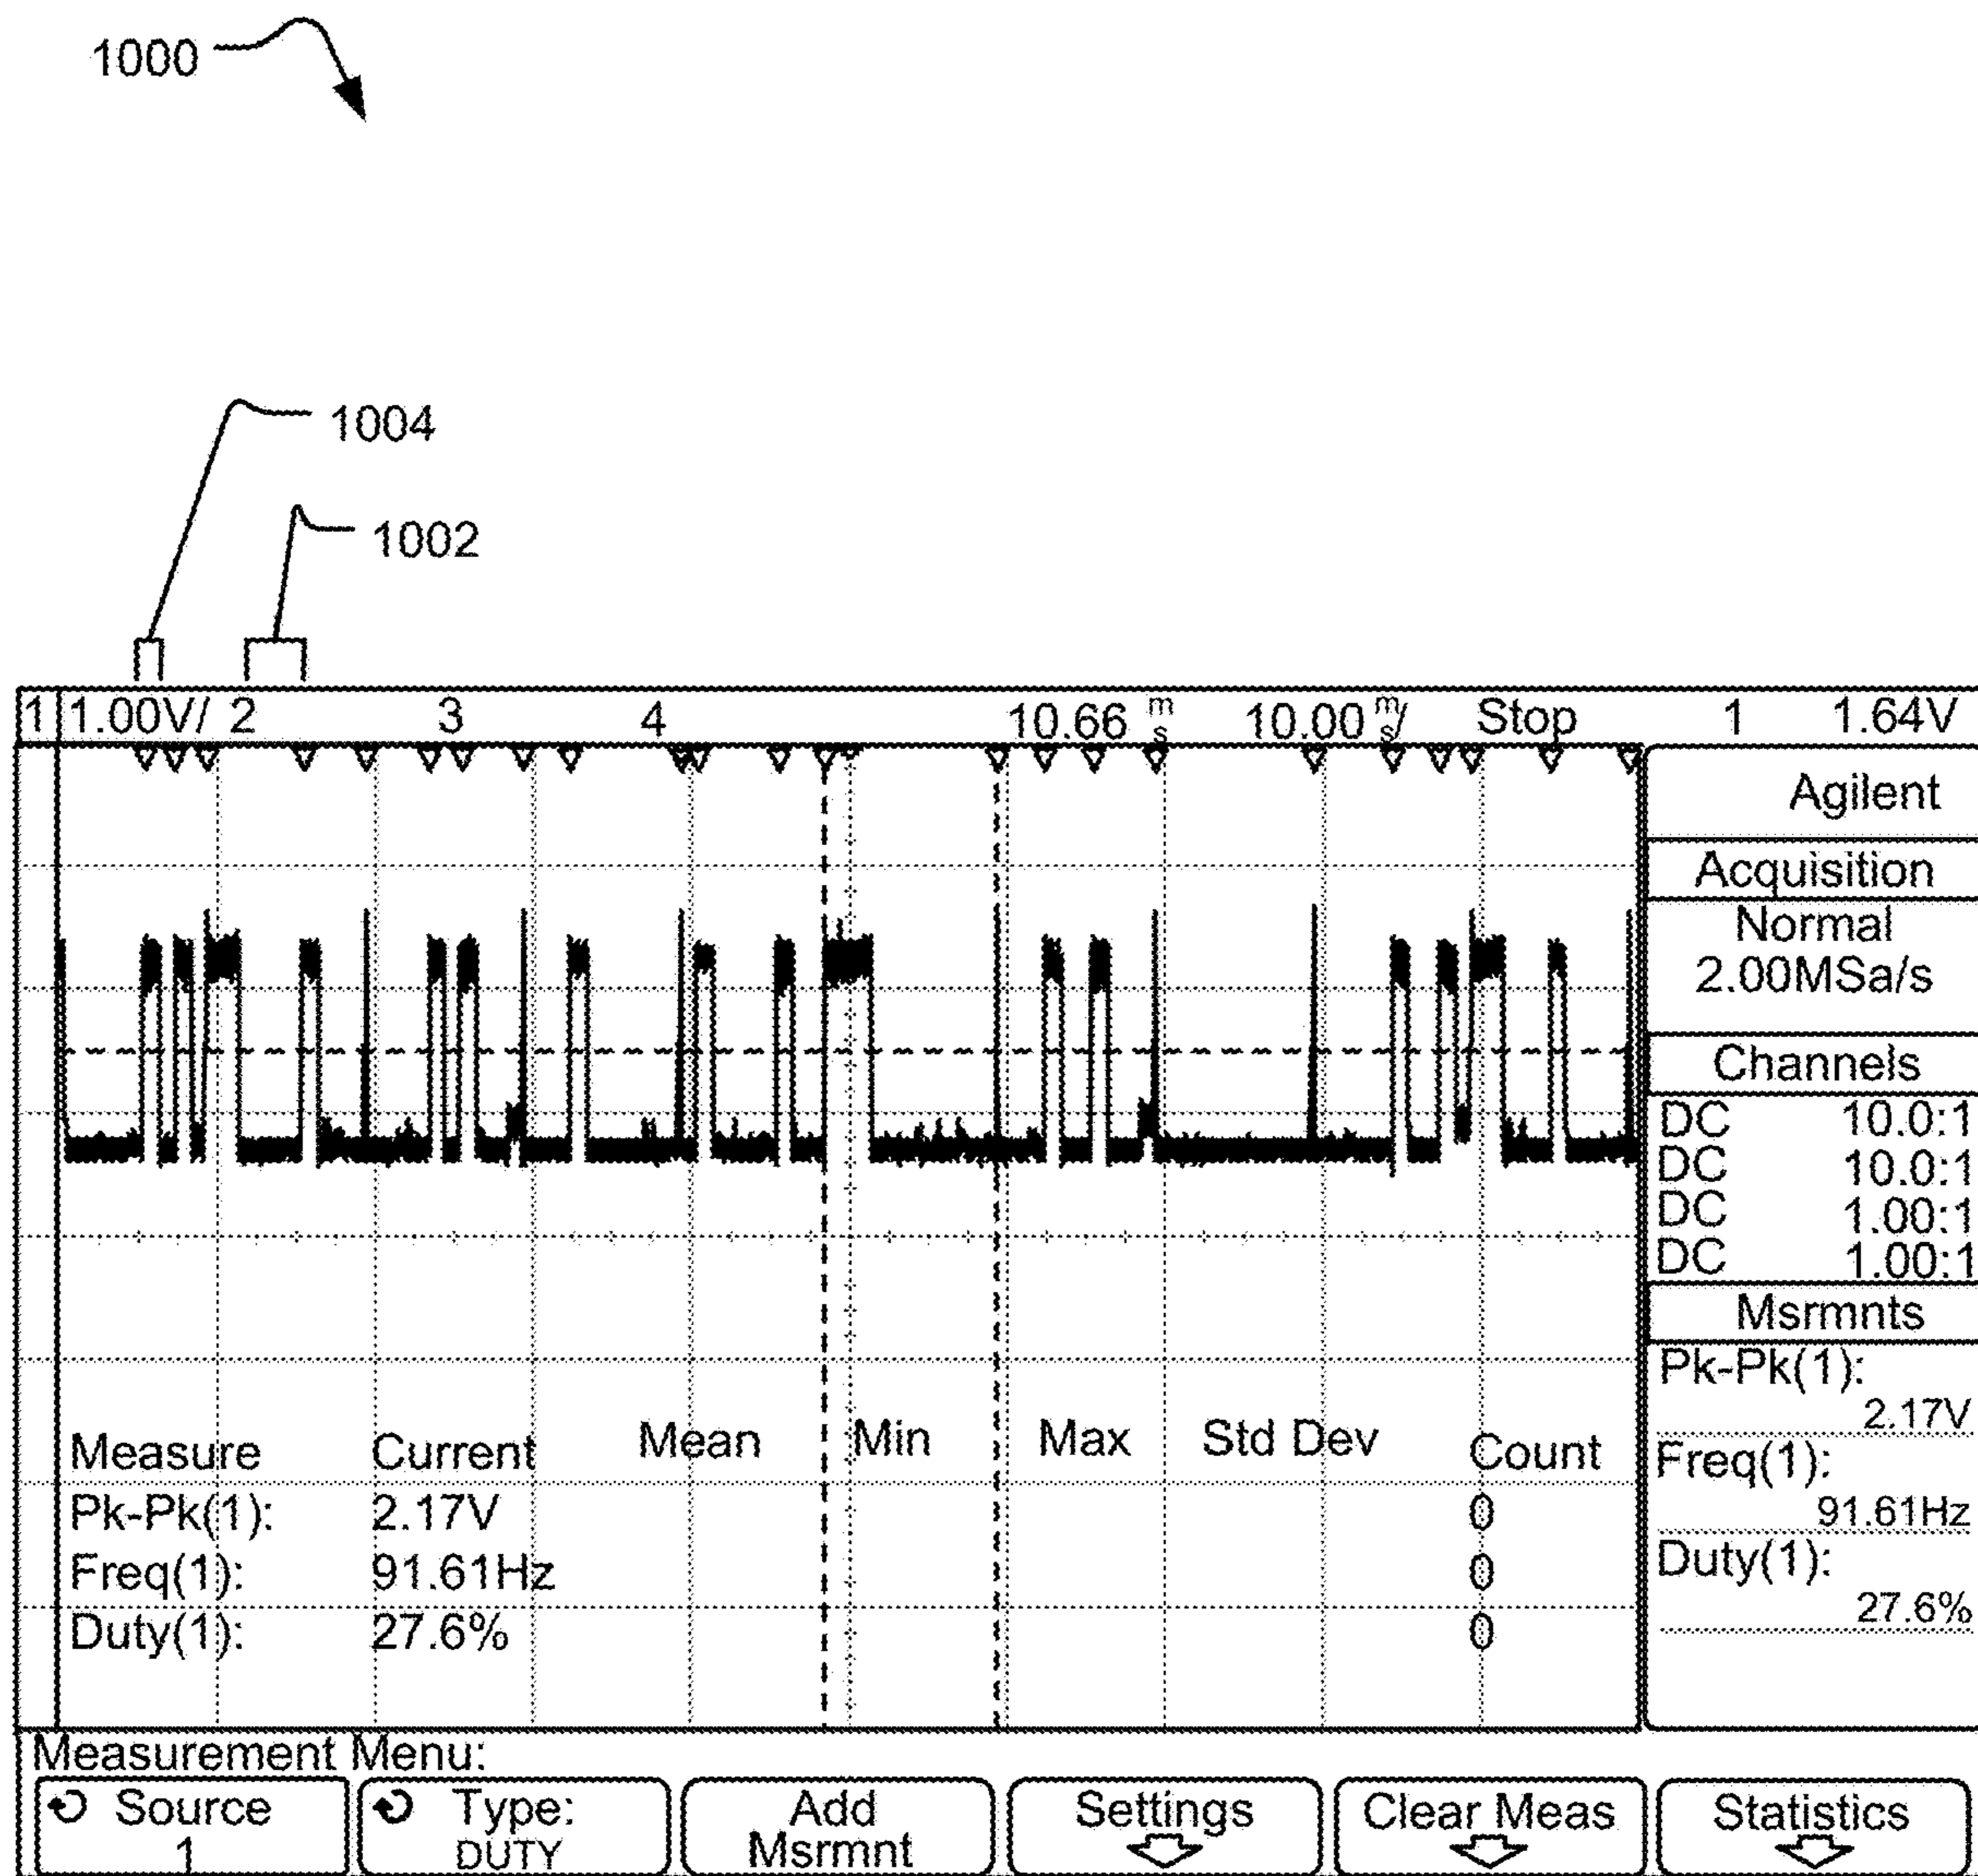 1000
1004
1002
1 1.00V/ 2 3 4 10.66 ms 10.00 ms/ Stop 1 1.64V
Agilent
Acquisition
Normal
2.00MSa/s
Channels
DC 10.0:1
DC 10.0:1
DC 1.00:1
DC 1.00:1
Msrmnts
Pk-Pk(1):
2.17V
Freq(1):
91.61Hz
Duty(1):
27.6%
Measure Current Mean Min Max Std Dev Count
Pk-Pk(1): 2.17V 0
Freq(1): 91.61Hz 0
Duty(1): 27.6% 0
Measurement Menu:
Source
1
Type:
DUTY
Add
Msrmnt
Settings
Clear Meas
Statistics